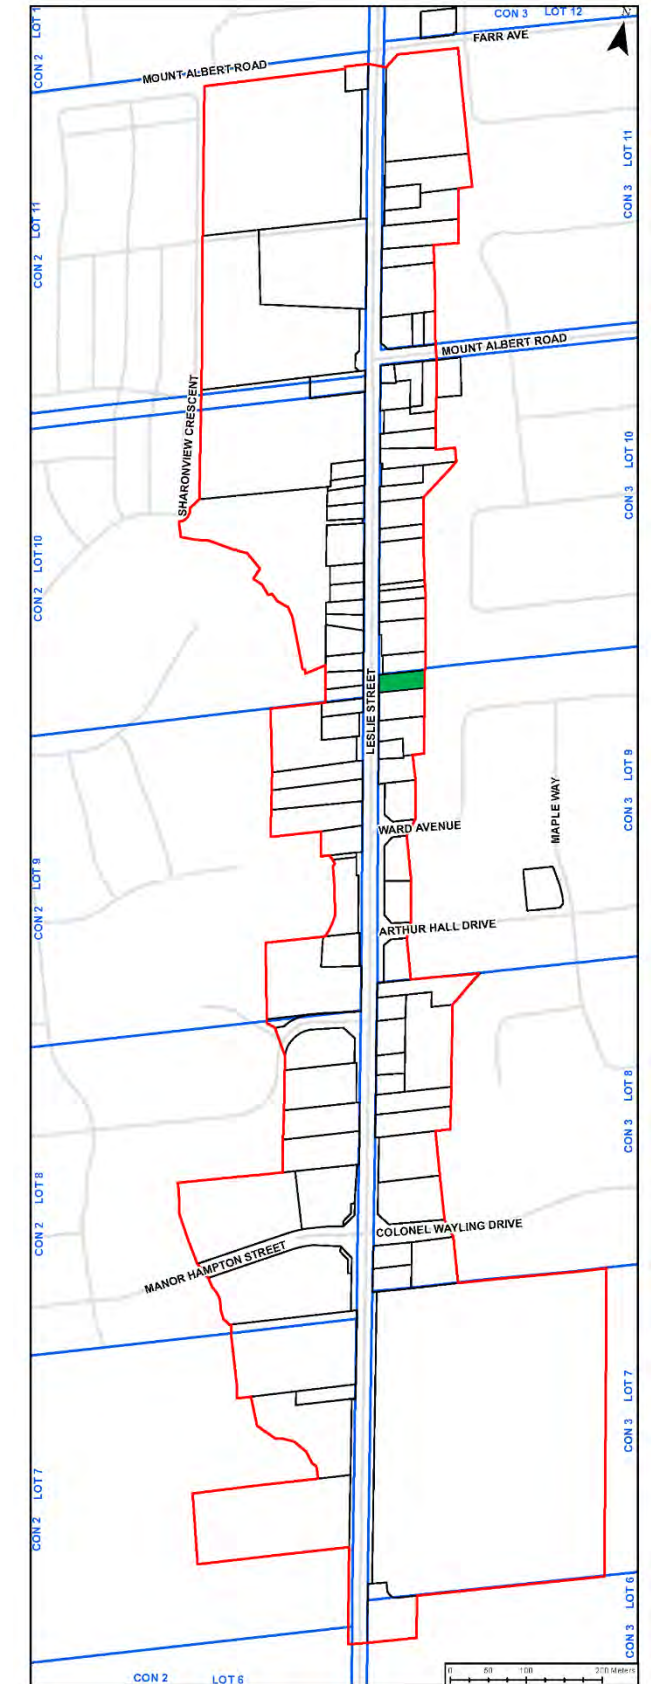 CON 3 LOT 12
N
LOT 1
CON 2
FARR AVE
MOUNT ALBERT ROAD
LOT 11
CON 3
LOT 11
CON 2
MOUNT ALBERT ROAD
SHARONVIEW CRESCENT
LOT 10
CON 3
LOT 10
CON 2
LESLIE STREET
LOT 9
CON 3
MAPLE WAY
WARD AVENUE
LOT 9
CON 2
ARTHUR HALL DRIVE
LOT 8
CON 3
LOT 8
CON 2
COLONEL WAYLING DRIVE
MANOR HAMPTON STREET
LOT 7
CON 3
LOT 7
CON 2
LOT 6
CON 3
CON 2 LOT 6
0 50 100 200 Meters